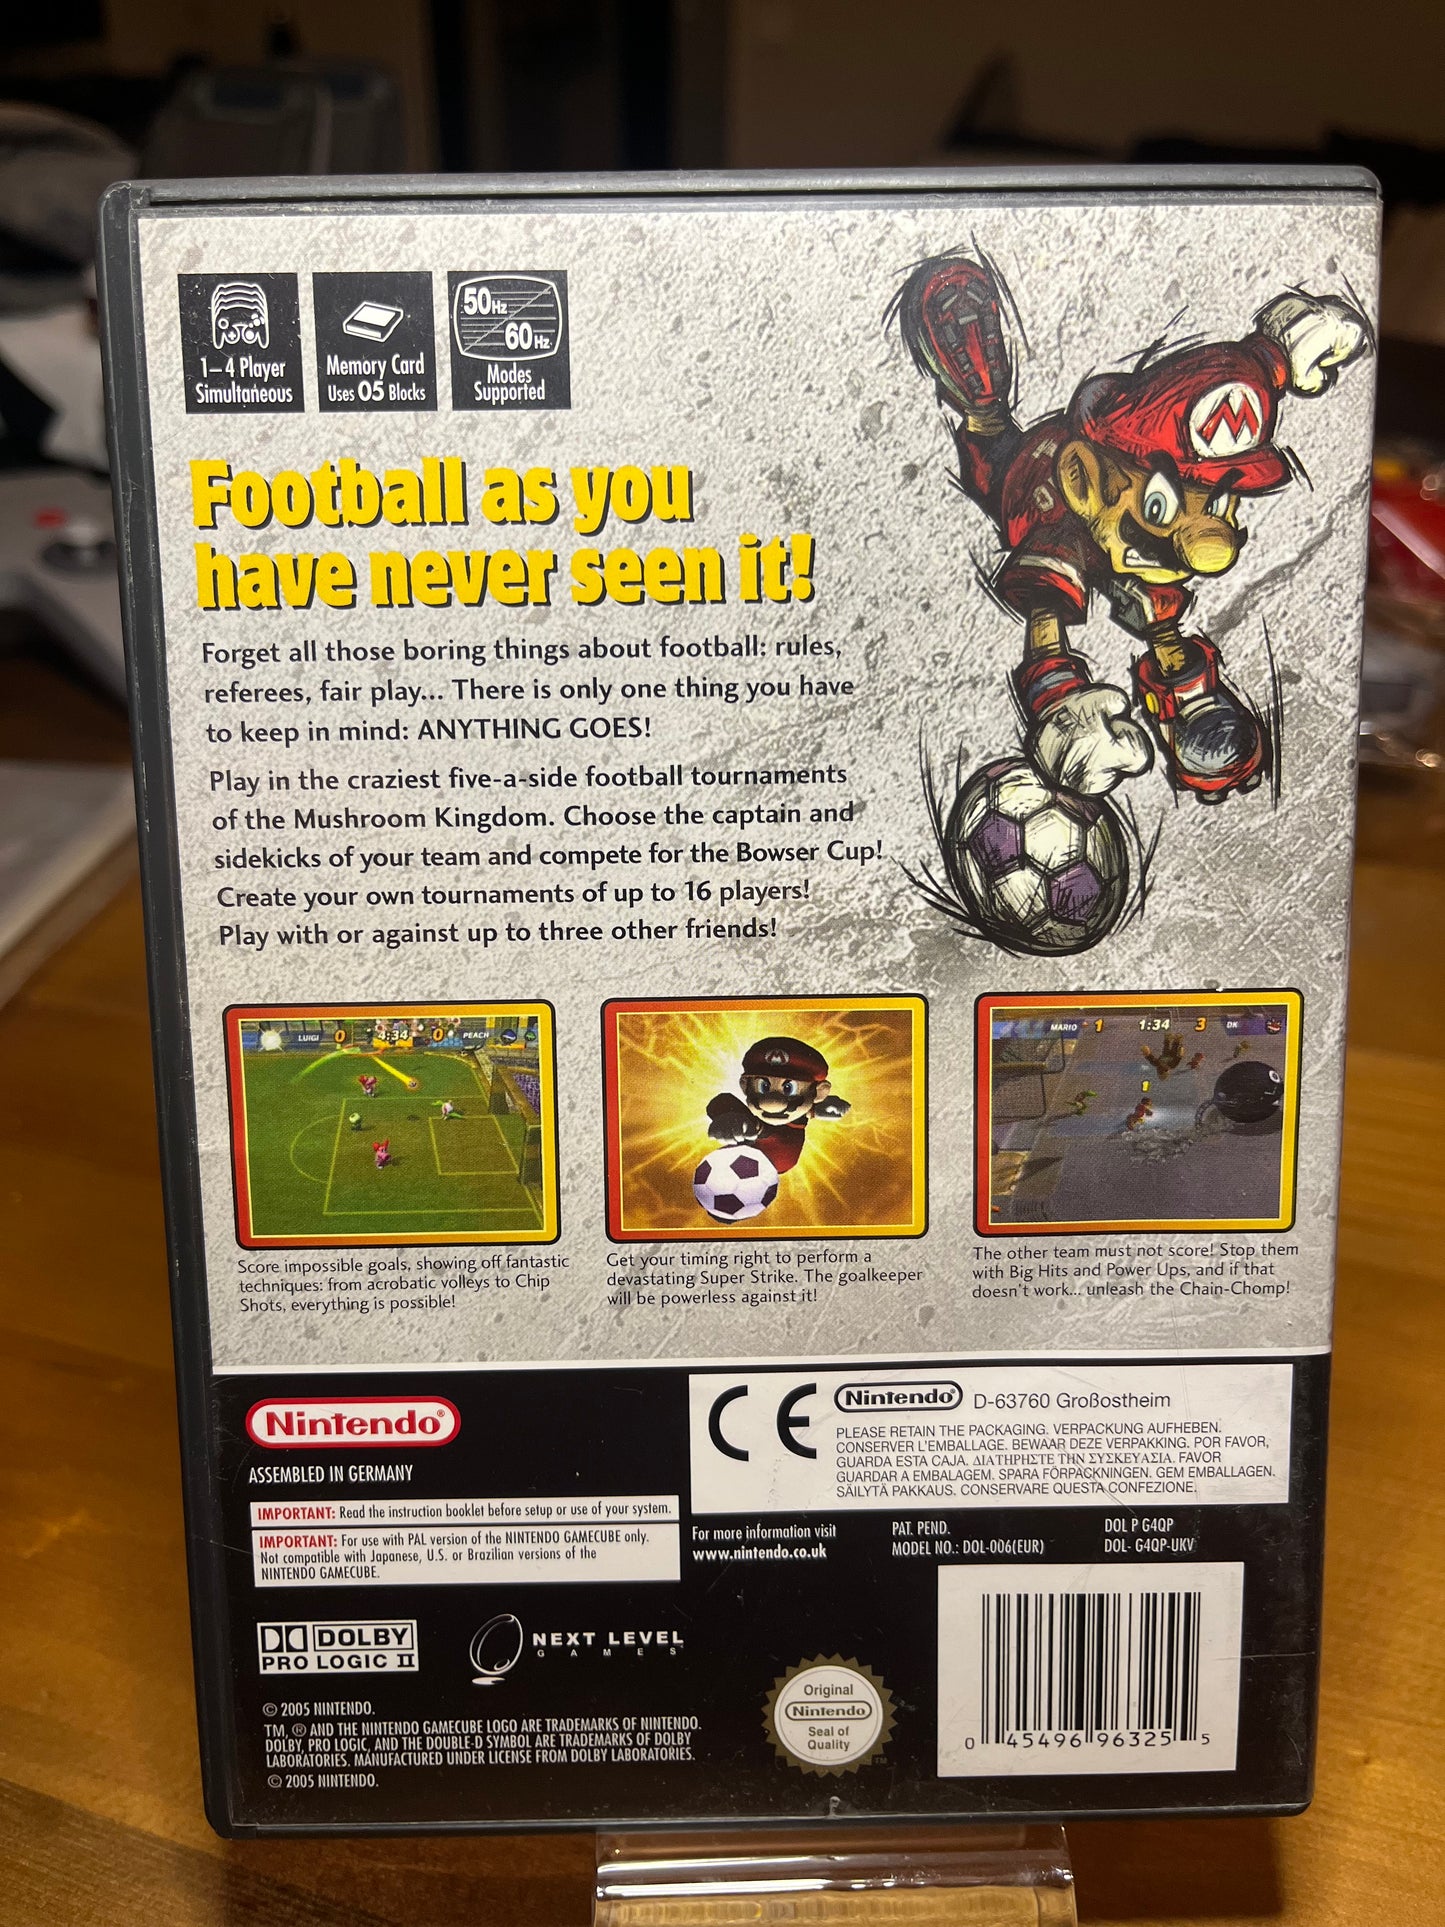 1–4 Player
Simultaneous
Memory Card
Uses 05 Blocks
50Hz
60Hz
Modes
Supported
M
Football as you
have never seen it!
Forget all those boring things about football: rules,
referees, fair play... There is only one thing you have
to keep in mind: ANYTHING GOES!
Play in the craziest five-a-side football tournaments
of the Mushroom Kingdom. Choose the captain and
sidekicks of your team and compete for the Bowser Cup!
Create your own tournaments of up to 16 players!
Play with or against up to three other friends!
LUIGI 0 4:34 0 PEACH
MARIO 1 1:34 3 DK
1
Score impossible goals, showing off fantastic
techniques: from acrobatic volleys to Chip
Shots, everything is possible!
Get your timing right to perform a
devastating Super Strike. The goalkeeper
will be powerless against it!
The other team must not score! Stop them
with Big Hits and Power Ups, and if that
doesn't work... unleash the Chain-Chomp!
Nintendo®
ASSEMBLED IN GERMANY
IMPORTANT: Read the instruction booklet before setup or use of your system.
IMPORTANT: For use with PAL version of the NINTENDO GAMECUBE only.
Not compatible with Japanese, U.S. or Brazilian versions of the
NINTENDO GAMECUBE.
CE
Nintendo® D-63760 Großostheim
PLEASE RETAIN THE PACKAGING. VERPACKUNG AUFHEBEN.
CONSERVER L'EMBALLAGE. BEWAAR DEZE VERPAKKING. POR FAVOR,
GUARDA ESTA CAJA. ΔΙΑΤΗΡΗΣΤΕ ΤΗΝ ΣΥΣΚΕΥΑΣΙΑ. FAVOR
GUARDAR A EMBALAGEM. SPARA FÖRPACKNINGEN. GEM EMBALLAGEN.
SÄILYTÄ PAKKAUS. CONSERVARE QUESTA CONFEZIONE.
For more information visit
www.nintendo.co.uk
PAT. PEND.
MODEL NO.: DOL-006(EUR)
DOL P G4QP
DOL- G4QP-UKV
DOLBY
PRO LOGIC II
NEXT LEVEL
GAMES
© 2005 NINTENDO.
TM, ® AND THE NINTENDO GAMECUBE LOGO ARE TRADEMARKS OF NINTENDO.
DOLBY, PRO LOGIC, AND THE DOUBLE-D SYMBOL ARE TRADEMARKS OF DOLBY
LABORATORIES. MANUFACTURED UNDER LICENSE FROM DOLBY LABORATORIES.
© 2005 NINTENDO.
Original
Nintendo
Seal of
Quality
TM
0 45496 96325 5